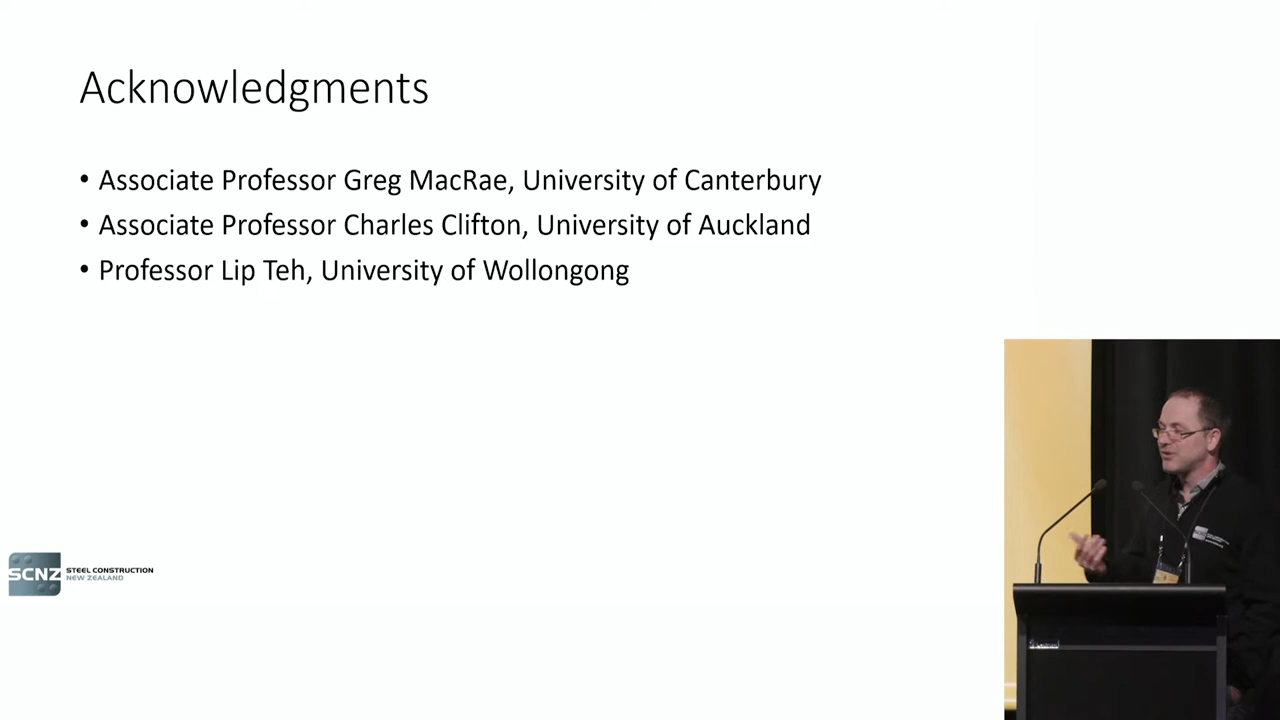 Acknowledgments
• Associate Professor Greg MacRae, University of Canterbury
• Associate Professor Charles Clifton, University of Auckland
• Professor Lip Teh, University of Wollongong
SCNZ STEEL CONSTRUCTION
NEW ZEALAND